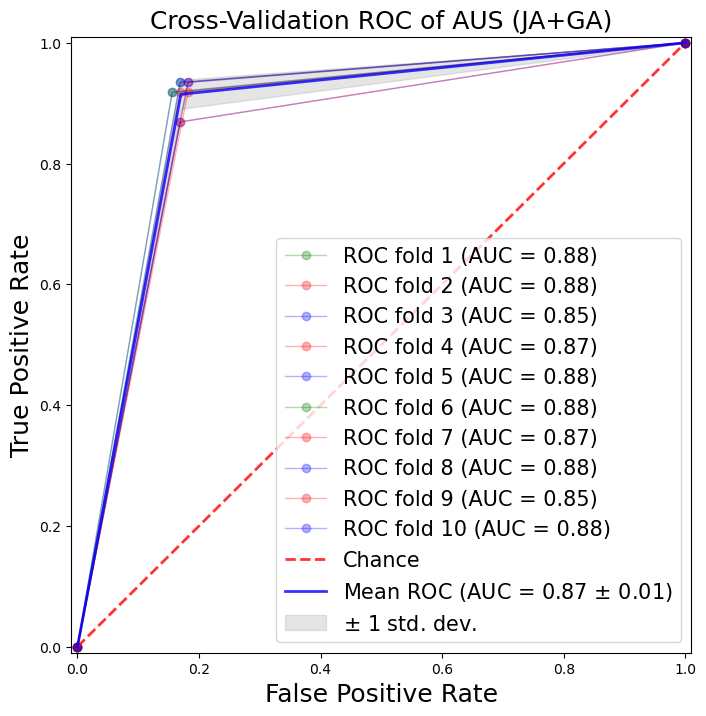 Cross-Validation ROC of AUS (JA+GA)
1.0
0.8
0.6
0.4
0.2
0.0
True Positive Rate
ROC fold 1 (AUC = 0.88)
ROC fold 2 (AUC = 0.88)
ROC fold 3 (AUC = 0.85)
ROC fold 4 (AUC = 0.87)
ROC fold 5 (AUC = 0.88)
ROC fold 6 (AUC = 0.88)
ROC fold 7 (AUC = 0.87)
ROC fold 8 (AUC = 0.88)
ROC fold 9 (AUC = 0.85)
ROC fold 10 (AUC = 0.88)
Chance
Mean ROC (AUC = 0.87 ± 0.01)
± 1 std. dev.
0.0 0.2 0.4 0.6 0.8 1.0
False Positive Rate